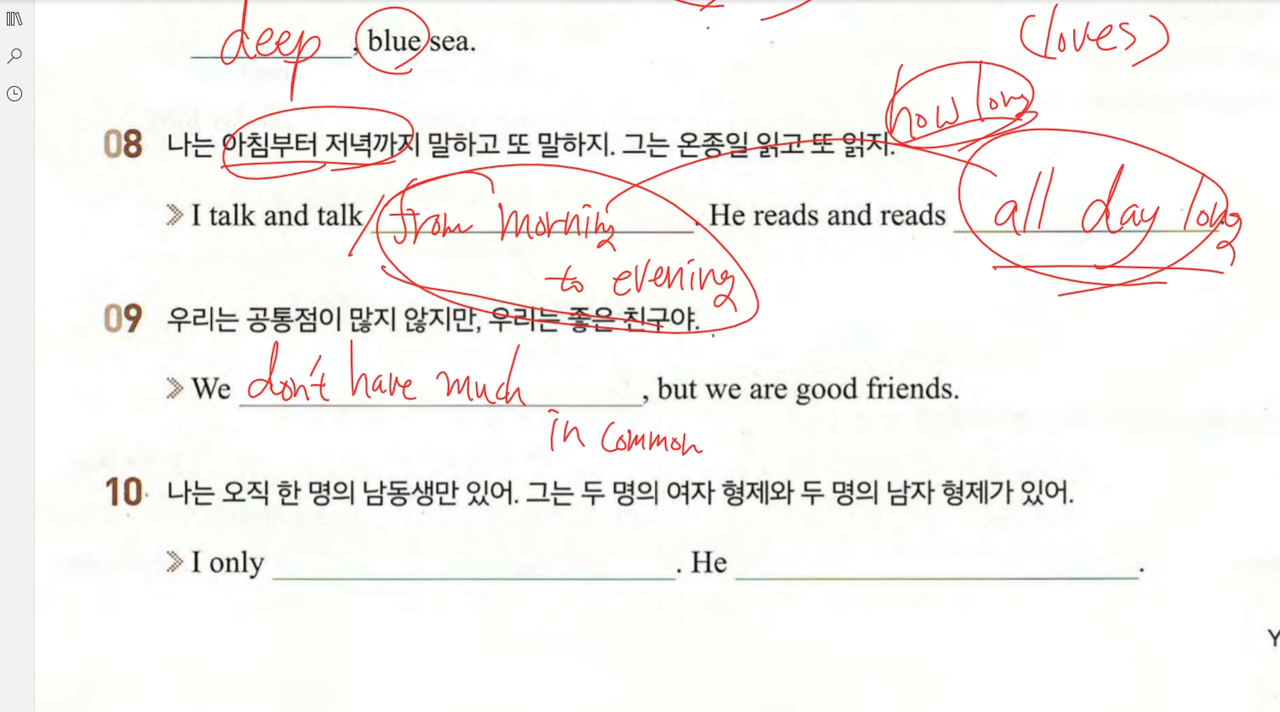 deep, blue sea.
(loves)
how long
08 나는 아침부터 저녁까지 말하고 또 말하지. 그는 온종일 읽고 또 읽지.
I talk and talk from morning . He reads and reads all day long
to evening
09 우리는 공통점이 많지 않지만, 우리는 좋은 친구야.
We don't have much , but we are good friends.
in common
10 나는 오직 한 명의 남동생만 있어. 그는 두 명의 여자 형제와 두 명의 남자 형제가 있어.
I only . He .